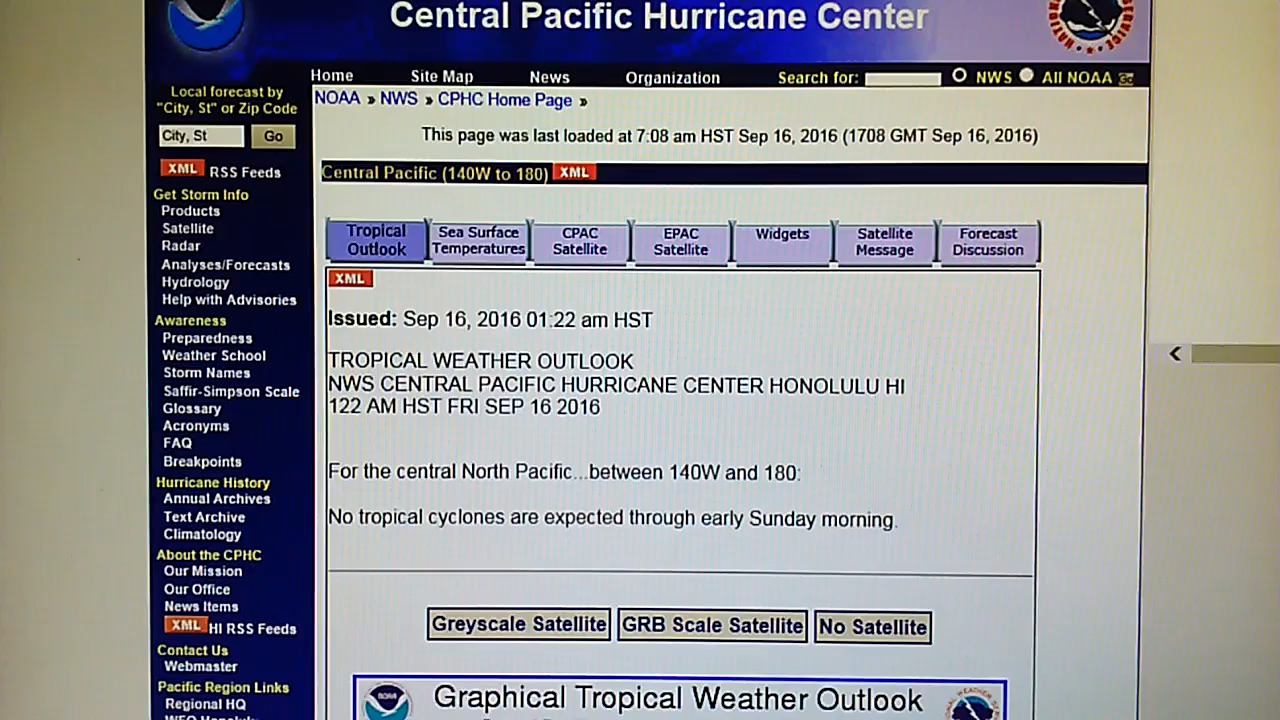 Central Pacific Hurricane Center
Home Site Map News Organization Search for: NWS All NOAA Go
Local forecast by
"City, St" or Zip Code
City, St Go
XML RSS Feeds
Get Storm Info
Products
Satellite
Radar
Analyses/Forecasts
Hydrology
Help with Advisories
Awareness
Preparedness
Weather School
Storm Names
Saffir-Simpson Scale
Glossary
Acronyms
FAQ
Breakpoints
Hurricane History
Annual Archives
Text Archive
Climatology
About the CPHC
Our Mission
Our Office
News Items
XML HI RSS Feeds
Contact Us
Webmaster
Pacific Region Links
Regional HQ
NOAA » NWS » CPHC Home Page »
This page was last loaded at 7:08 am HST Sep 16, 2016 (1708 GMT Sep 16, 2016)
Central Pacific (140W to 180) XML
Tropical Outlook
Sea Surface Temperatures
CPAC Satellite
EPAC Satellite
Widgets
Satellite Message
Forecast Discussion
XML
Issued: Sep 16, 2016 01:22 am HST
TROPICAL WEATHER OUTLOOK
NWS CENTRAL PACIFIC HURRICANE CENTER HONOLULU HI
122 AM HST FRI SEP 16 2016
For the central North Pacific...between 140W and 180:
No tropical cyclones are expected through early Sunday morning.
Greyscale Satellite GRB Scale Satellite No Satellite
NOAA
Graphical Tropical Weather Outlook